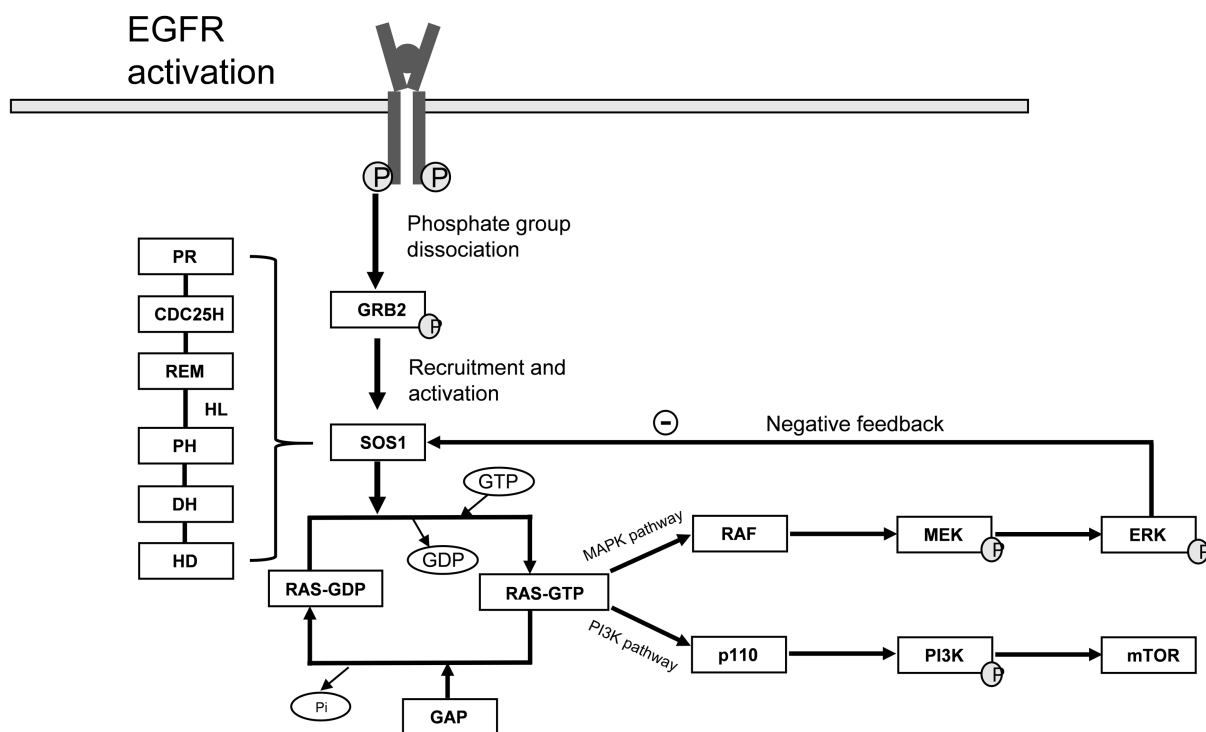 EGFR
activation
P
P
Phosphate group
dissociation
PR
CDC25H
REM
HL
PH
DH
HD
GRB2
P
Recruitment and
activation
SOS1
-
Negative feedback
GTP
GDP
RAS-GDP
RAS-GTP
MAPK pathway
RAF
MEK
P
ERK
P
PI3K pathway
p110
PI3K
P
mTOR
Pi
GAP